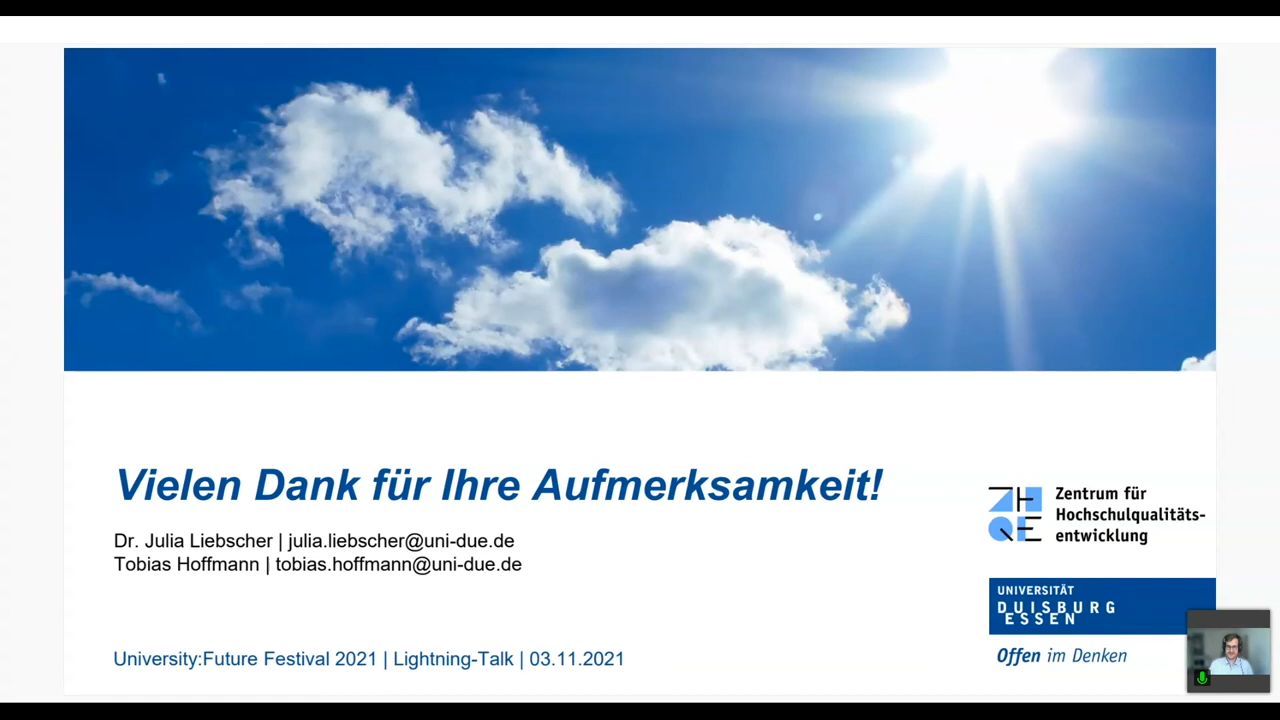 Vielen Dank für Ihre Aufmerksamkeit!
Dr. Julia Liebscher | julia.liebscher@uni-due.de
Tobias Hoffmann | tobias.hoffmann@uni-due.de
University:Future Festival 2021 | Lightning-Talk | 03.11.2021
ZHQE
Zentrum für
Hochschulqualitäts-
entwicklung
UNIVERSITÄT
DUISBURG
ESSEN
Offen im Denken